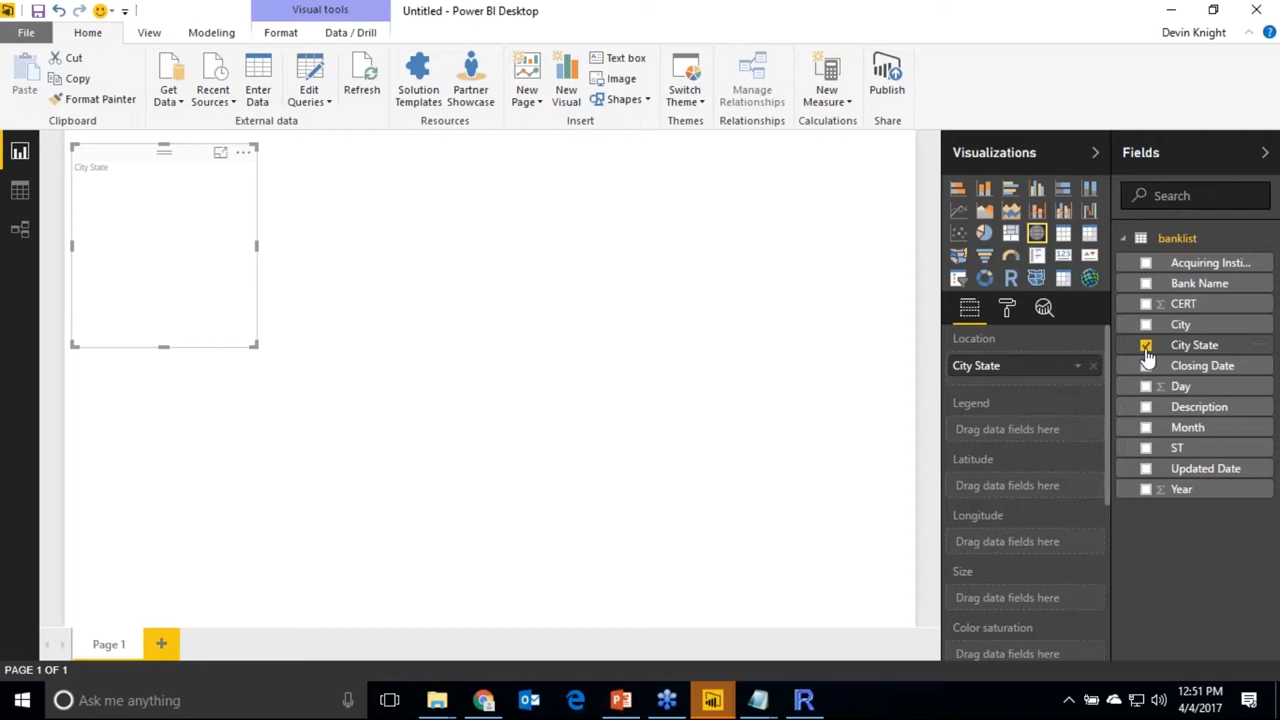 Visual tools
Untitled - Power BI Desktop
File
Home
View
Modeling
Format
Data / Drill
Devin Knight
Paste
Cut
Copy
Format Painter
Clipboard
Get Data
Recent Sources
Enter Data
Edit Queries
Refresh
External data
Solution Templates
Partner Showcase
Resources
New Page
New Visual
Text box
Image
Shapes
Insert
Switch Theme
Themes
Manage Relationships
Relationships
New Measure
Calculations
Publish
Share
City State
Visualizations
R
123
Location
City State
Legend
Drag data fields here
Latitude
Drag data fields here
Longitude
Drag data fields here
Size
Drag data fields here
Color saturation
Drag data fields here
Fields
Search
banklist
Acquiring Insti...
Bank Name
Σ CERT
City
City State
Closing Date
Σ Day
Description
Month
ST
Updated Date
Σ Year
Page 1
PAGE 1 OF 1
Ask me anything
12:51 PM
4/4/2017